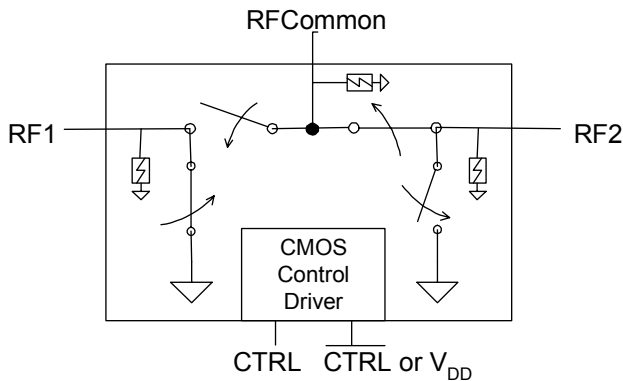 RFCommon
RF1
RF2
CMOS
Control
Driver
CTRL
CTRL or VDD